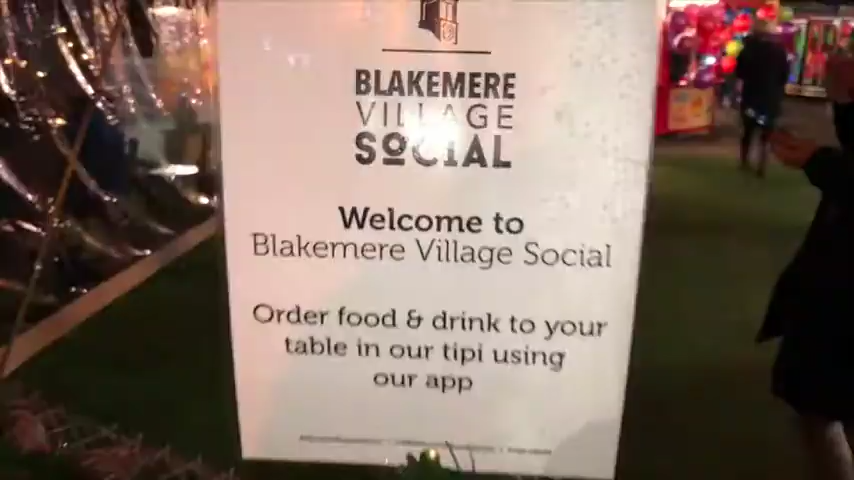 BLAKEMERE
VILLAGE
SOCIAL
Welcome to
Blakemere Village Social
Order food & drink to your
table in our tipi using
our app